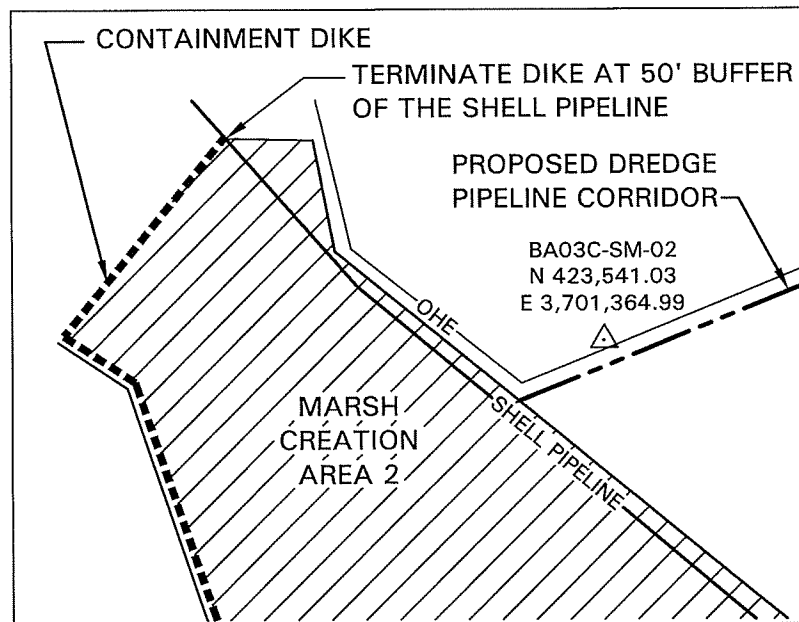 CONTAINMENT DIKE
TERMINATE DIKE AT 50' BUFFER
OF THE SHELL PIPELINE
PROPOSED DREDGE
PIPELINE CORRIDOR
BA03C-SM-02
N 423,541.03
E 3,701,364.99
OHE
SHELL PIPELINE
MARSH
CREATION
AREA 2